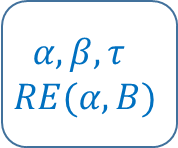 α, β, τ
RE(α, B)